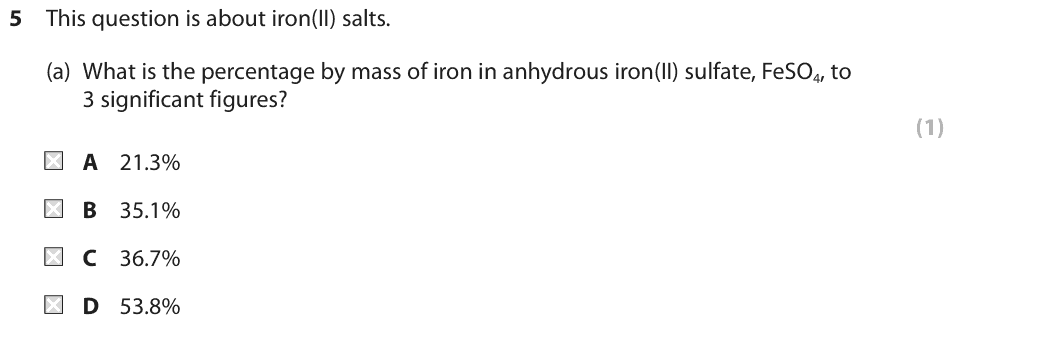 5 This question is about iron(II) salts.
(a) What is the percentage by mass of iron in anhydrous iron(II) sulfate, FeSO₄, to
3 significant figures?
(1)
A 21.3%
B 35.1%
C 36.7%
D 53.8%